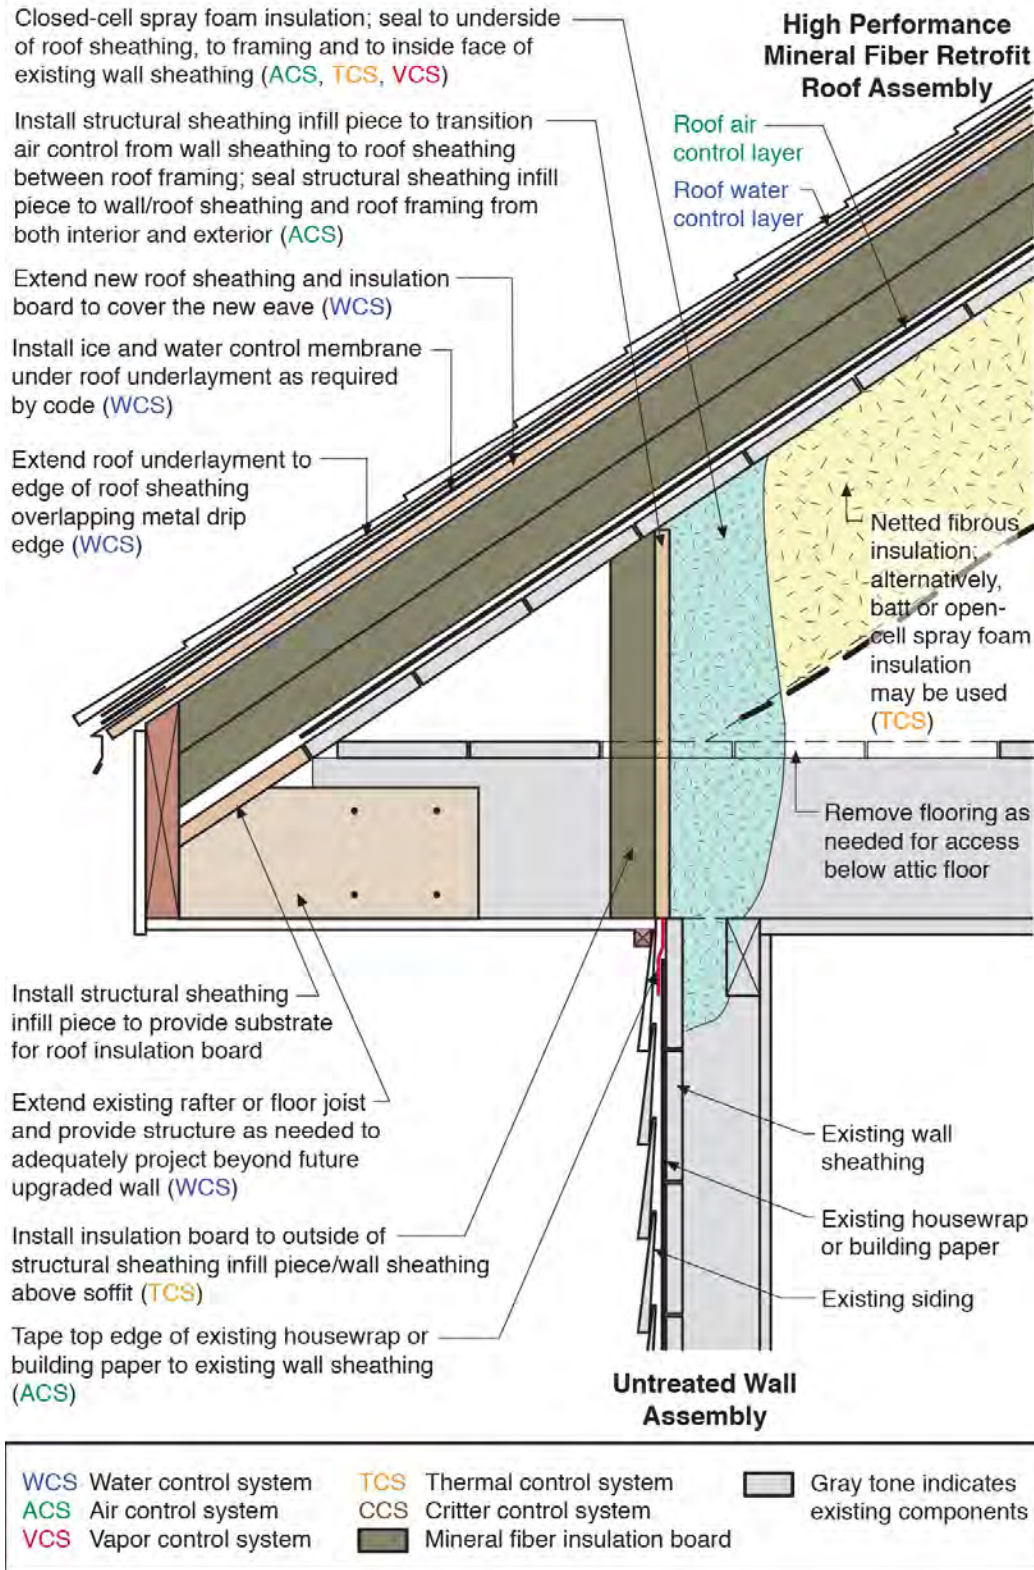 Closed-cell spray foam insulation; seal to underside
of roof sheathing, to framing and to inside face of
existing wall sheathing (ACS, TCS, VCS)
High Performance
Mineral Fiber Retrofit
Roof Assembly
Install structural sheathing infill piece to transition
air control from wall sheathing to roof sheathing
between roof framing; seal structural sheathing infill
piece to wall/roof sheathing and roof framing from
both interior and exterior (ACS)
Roof air
control layer
Roof water
control layer
Extend new roof sheathing and insulation
board to cover the new eave (WCS)
Install ice and water control membrane
under roof underlayment as required
by code (WCS)
Extend roof underlayment to
edge of roof sheathing
overlapping metal drip
edge (WCS)
Netted fibrous
insulation;
alternatively,
batt or open-
cell spray foam
insulation
may be used
(TCS)
Remove flooring as
needed for access
below attic floor
Install structural sheathing
infill piece to provide substrate
for roof insulation board
Extend existing rafter or floor joist
and provide structure as needed to
adequately project beyond future
upgraded wall (WCS)
Install insulation board to outside of
structural sheathing infill piece/wall sheathing
above soffit (TCS)
Tape top edge of existing housewrap or
building paper to existing wall sheathing
(ACS)
Existing wall
sheathing
Existing housewrap
or building paper
Existing siding
Untreated Wall
Assembly
WCS Water control system
ACS Air control system
VCS Vapor control system
TCS Thermal control system
CCS Critter control system
Mineral fiber insulation board
Gray tone indicates
existing components